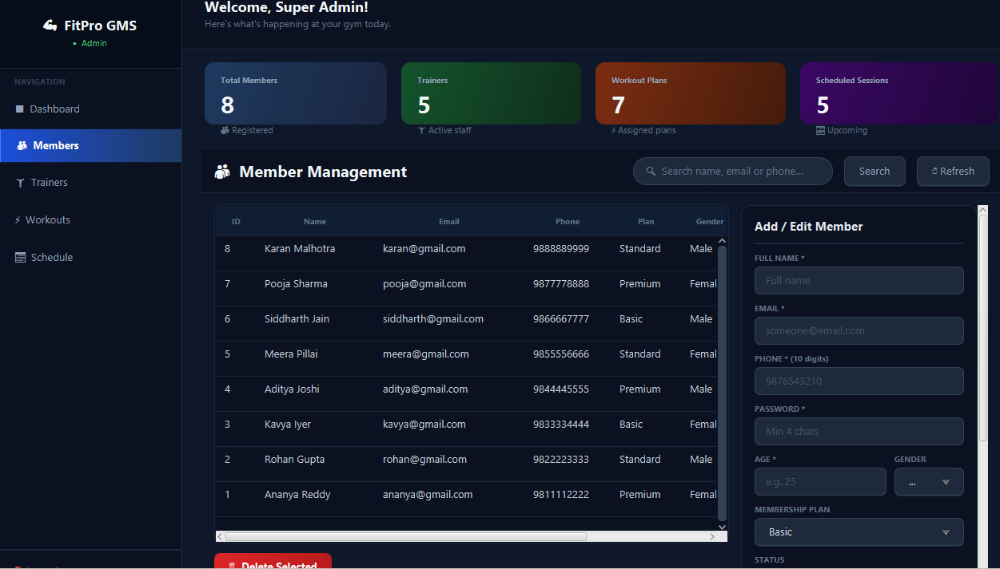 FitPro GMS
• Admin
NAVIGATION
Dashboard
Members
Trainers
Workouts
Schedule
Welcome, Super Admin!
Here's what's happening at your gym today.
Total Members
8
Registered
Trainers
5
Active staff
Workout Plans
7
Assigned plans
Scheduled Sessions
5
Upcoming
Member Management
Search name, email or phone...
Search
Refresh
ID Name Email Phone Plan Gender
8 Karan Malhotra karan@gmail.com 9888889999 Standard Male
7 Pooja Sharma pooja@gmail.com 9877778888 Premium Femal
6 Siddharth Jain siddharth@gmail.com 9866667777 Basic Male
5 Meera Pillai meera@gmail.com 9855556666 Standard Femal
4 Aditya Joshi aditya@gmail.com 9844445555 Premium Male
3 Kavya Iyer kavya@gmail.com 9833334444 Basic Femal
2 Rohan Gupta rohan@gmail.com 9822223333 Standard Male
1 Ananya Reddy ananya@gmail.com 9811112222 Premium Femal
Delete Selected
Add / Edit Member
FULL NAME *
Full name
EMAIL *
someone@email.com
PHONE * (10 digits)
9876543210
PASSWORD *
Min 4 chars
AGE * GENDER
e.g. 25 ...
MEMBERSHIP PLAN
Basic
STATUS